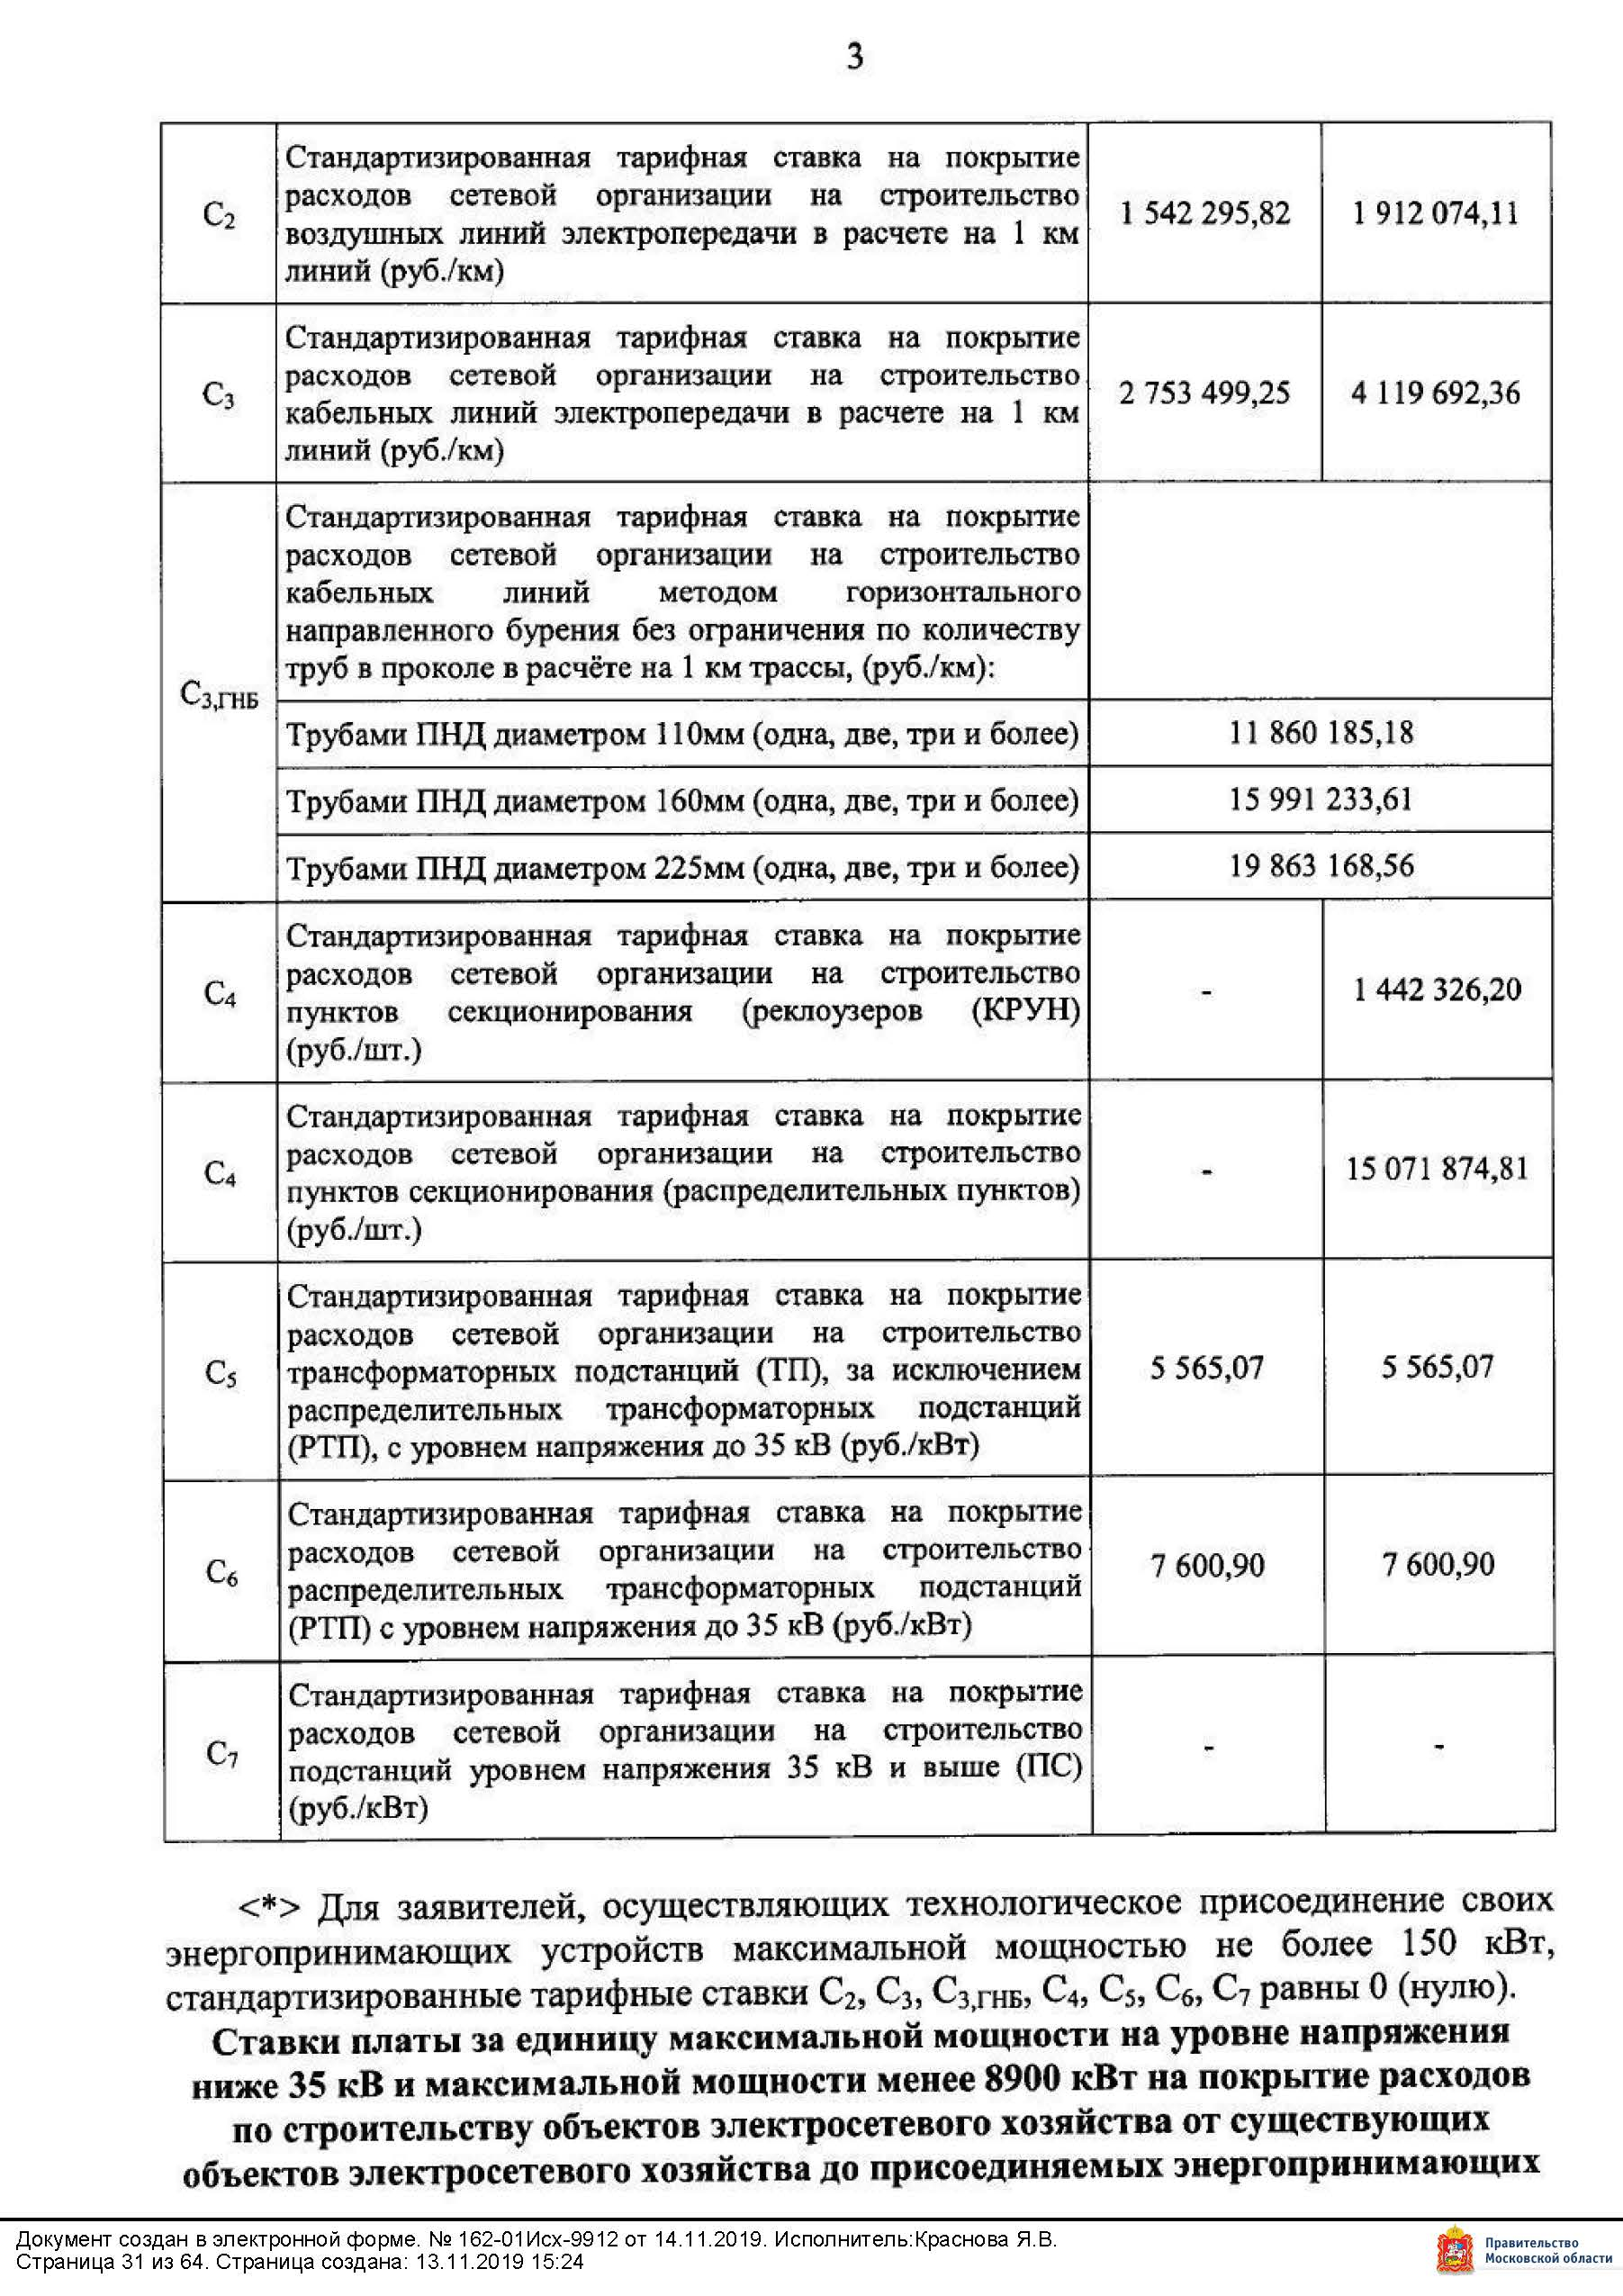 3
Стандартизированная тарифная ставка на покрытие
расходов сетевой организации на строительство
C2
1 542 295,82
1 912 074,11
воздушных линий электропередачи в расчете на 1 км
линий (руб./км)
Стандартизированная тарифная ставка на покрытие
расходов сетевой организации на строительство
C3
2 753 499,25
4 119 692,36
кабельных линий электропередачи в расчете на 1 км
линий (руб./км)
Стандартизированная тарифная ставка на покрытие
расходов сетевой организации на строительство
кабельных линий методом горизонтального
направленного бурения без ограничения по количеству
труб в проколе в расчёте на 1 км трассы, (руб./км):
C3,ГНБ
Трубами ПНД диаметром 110мм (одна, две, три и более)
11 860 185,18
Трубами ПНД диаметром 160мм (одна, две, три и более)
15 991 233,61
Трубами ПНД диаметром 225мм (одна, две, три и более)
19 863 168,56
Стандартизированная тарифная ставка на покрытие
расходов сетевой организации на строительство
C4
-
1 442 326,20
пунктов секционирования (реклоузеров (КРУН)
(руб./шт.)
Стандартизированная тарифная ставка на покрытие
расходов сетевой организации на строительство
C4
-
15 071 874,81
пунктов секционирования (распределительных пунктов)
(руб./шт.)
Стандартизированная тарифная ставка на покрытие
расходов сетевой организации на строительство
C5
трансформаторных подстанций (ТП), за исключением
5 565,07
5 565,07
распределительных трансформаторных подстанций
(РТП), с уровнем напряжения до 35 кВ (руб./кВт)
Стандартизированная тарифная ставка на покрытие
расходов сетевой организации на строительство
C6
7 600,90
7 600,90
распределительных трансформаторных подстанций
(РТП) с уровнем напряжения до 35 кВ (руб./кВт)
Стандартизированная тарифная ставка на покрытие
расходов сетевой организации на строительство
C7
-
-
подстанций уровнем напряжения 35 кВ и выше (ПС)
(руб./кВт)
<*> Для заявителей, осуществляющих технологическое присоединение своих
энергопринимающих устройств максимальной мощностью не более 150 кВт,
стандартизированные тарифные ставки C2, C3, C3,ГНБ, C4, C5, C6, C7 равны 0 (нулю).
Ставки платы за единицу максимальной мощности на уровне напряжения
ниже 35 кВ и максимальной мощности менее 8900 кВт на покрытие расходов
по строительству объектов электросетевого хозяйства от существующих
объектов электросетевого хозяйства до присоединяемых энергопринимающих
Документ создан в электронной форме. № 162-01Исх-9912 от 14.11.2019. Исполнитель:Краснова Я.В.
Страница 31 из 64. Страница создана: 13.11.2019 15:24
Правительство
Московской области